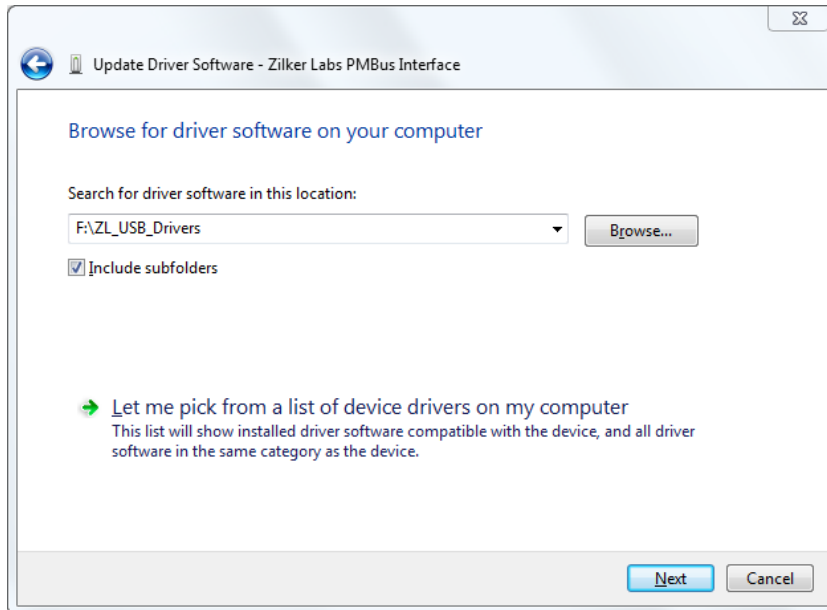 Update Driver Software - Zilker Labs PMBus Interface
Browse for driver software on your computer
Search for driver software in this location:
F:\ZL_USB_Drivers
Browse...
Include subfolders
Let me pick from a list of device drivers on my computer
This list will show installed driver software compatible with the device, and all driver
software in the same category as the device.
Next
Cancel